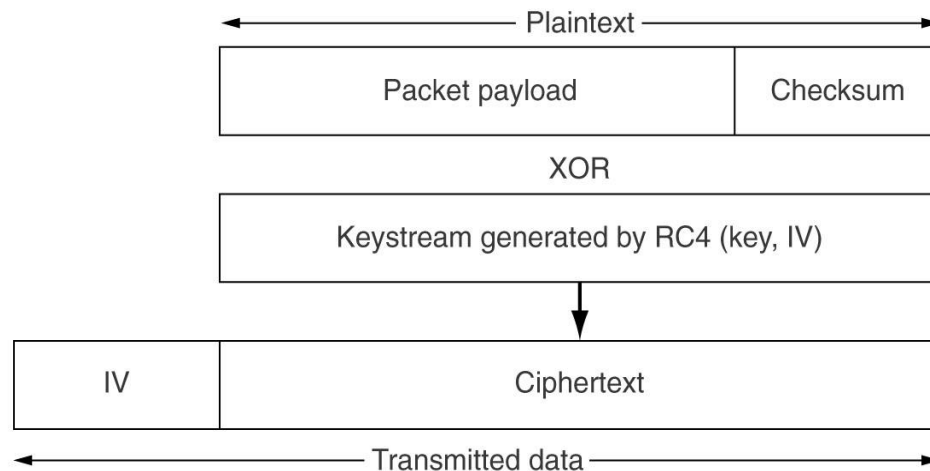 Plaintext
Packet payload Checksum
XOR
Keystream generated by RC4 (key, IV)
IV Ciphertext
Transmitted data